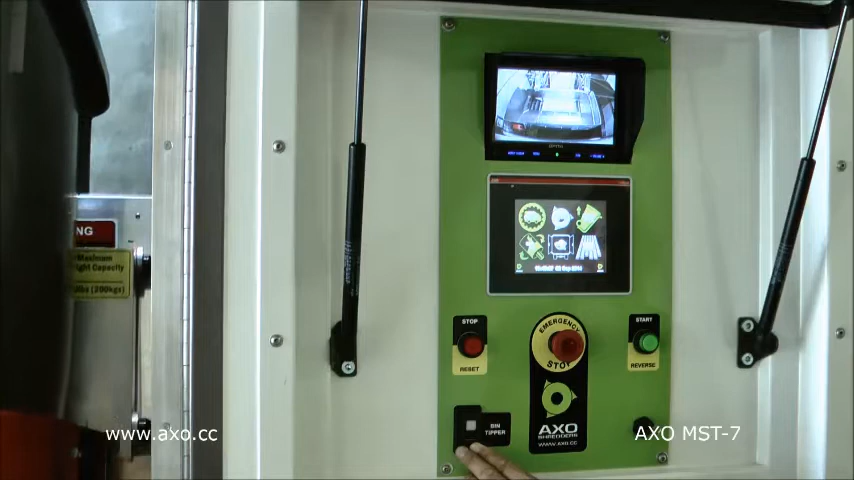 NG
Maximum
ght Capacity
STOP
RESET
EMERGENCY
STOP
START
REVERSE
BIN
TIPPER
AXO
SHREDDERS
WWW.AXO.CC
www.axo.cc
AXO MST-7